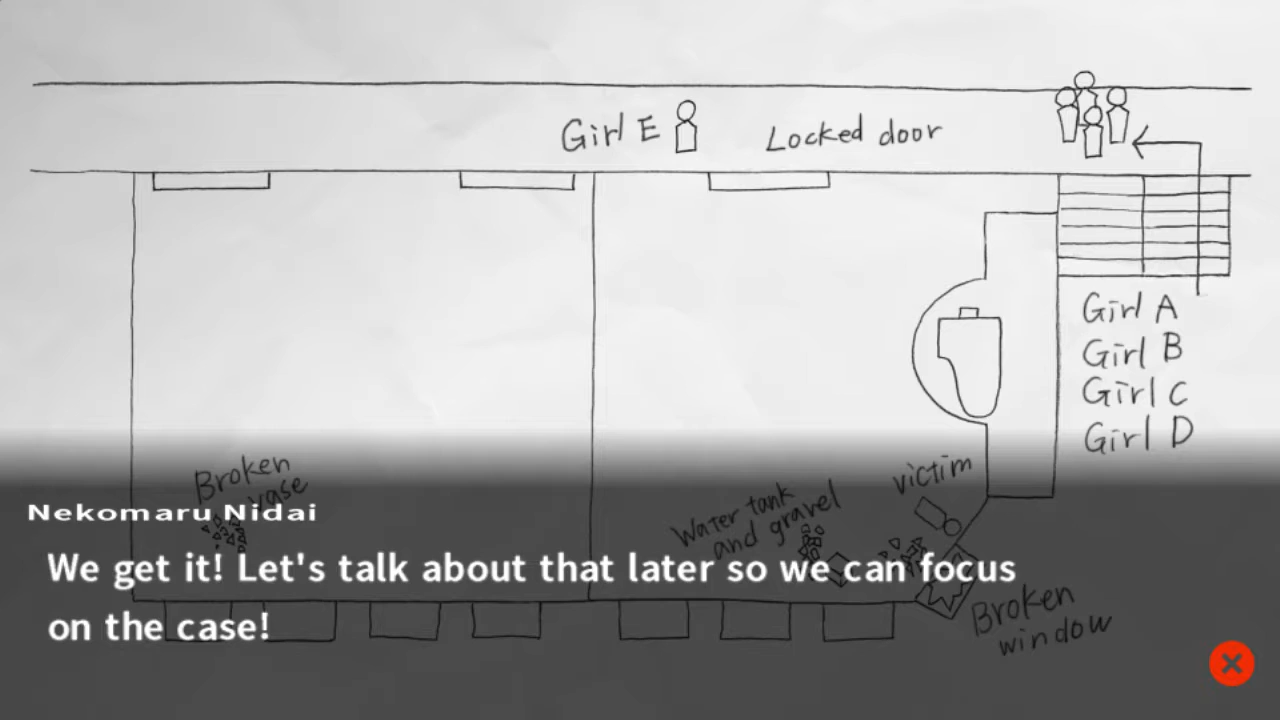 Girl E
Locked door
Girl A
Girl B
Girl C
Girl D
Broken
vase
Water tank
and gravel
victim
Broken
window
Nekomaru Nidai
We get it! Let's talk about that later so we can focus
on the case!